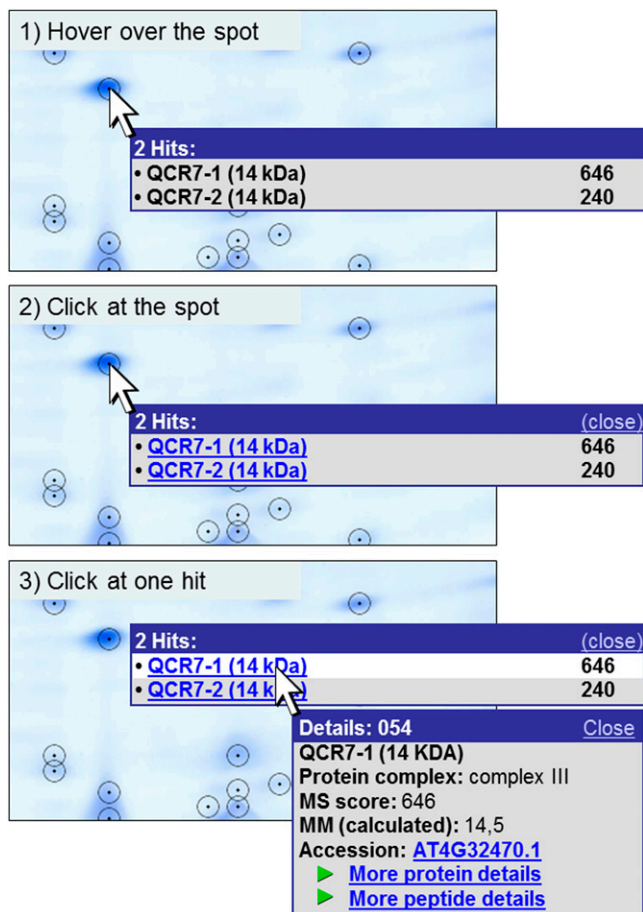 1) Hover over the spot
2 Hits:
• QCR7-1 (14 kDa) 646
• QCR7-2 (14 kDa) 240
2) Click at the spot
2 Hits: (close)
• QCR7-1 (14 kDa) 646
• QCR7-2 (14 kDa) 240
3) Click at one hit
2 Hits: (close)
• QCR7-1 (14 kDa) 646
• QCR7-2 (14 kDa) 240
Details: 054 Close
QCR7-1 (14 KDA)
Protein complex: complex III
MS score: 646
MM (calculated): 14,5
Accession: AT4G32470.1
More protein details
More peptide details